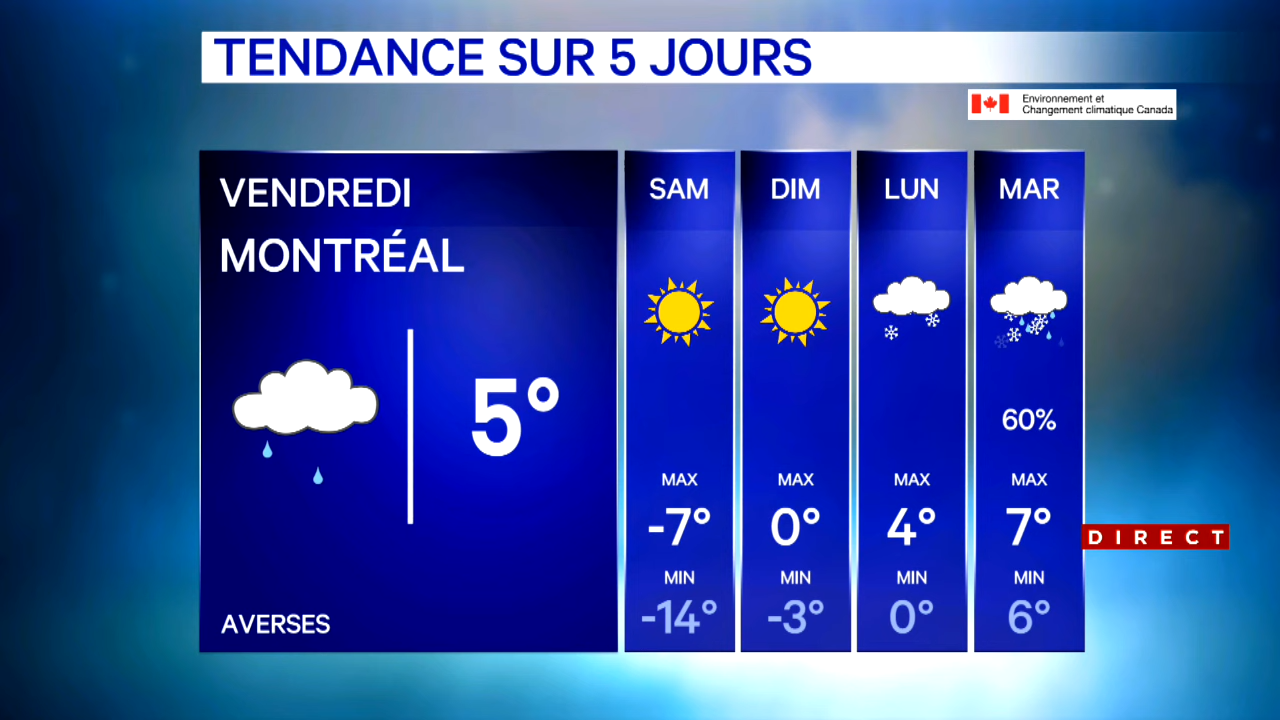 TENDANCE SUR 5 JOURS
Environnement et
Changement climatique Canada
VENDREDI
MONTRÉAL
5°
AVERSES
SAM
MAX
-7°
MIN
-14°
DIM
MAX
0°
MIN
-3°
LUN
MAX
4°
MIN
0°
MAR
60%
MAX
7°
MIN
6°
DIRECT